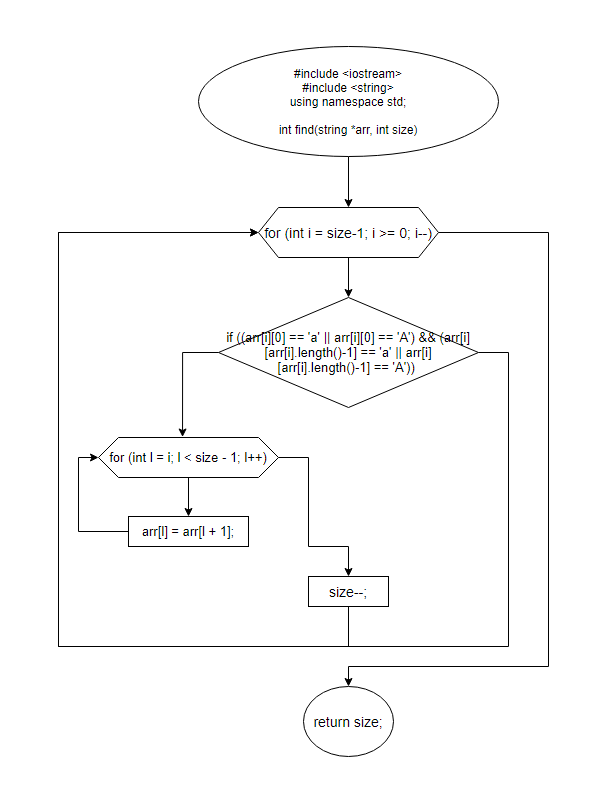 #include <iostream>
#include <string>
using namespace std;
int find(string *arr, int size)
for (int i = size-1; i >= 0; i--)
if ((arr[i][0] == 'a' || arr[i][0] == 'A') && (arr[i]
[arr[i].length()-1] == 'a' || arr[i]
[arr[i].length()-1] == 'A'))
for (int l = i; l < size - 1; l++)
arr[l] = arr[l + 1];
size--;
return size;